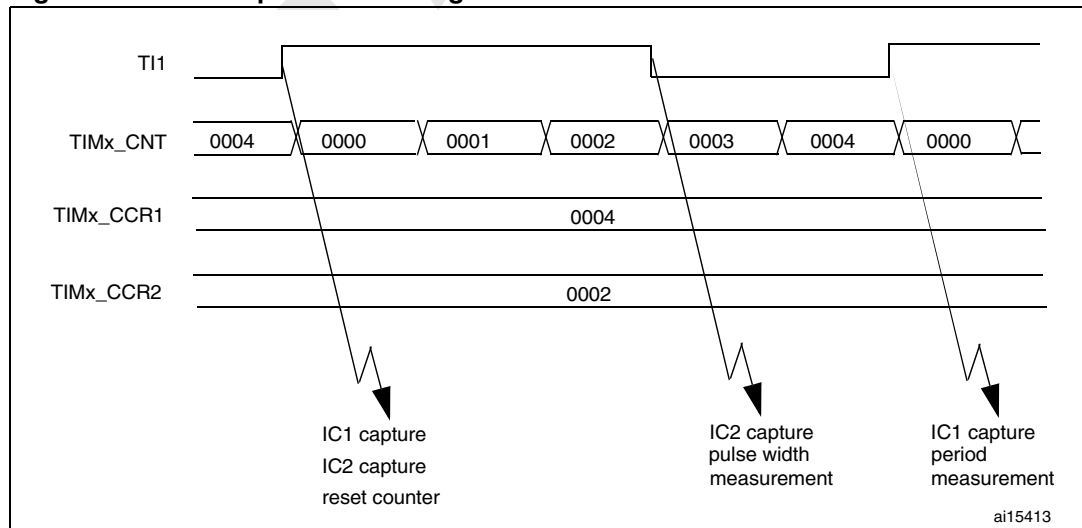 TI1
TIMx_CNT 0004 0000 0001 0002 0003 0004 0000
TIMx_CCR1 0004
TIMx_CCR2 0002
IC1 capture
IC2 capture
reset counter
IC2 capture
pulse width
measurement
IC1 capture
period
measurement
ai15413